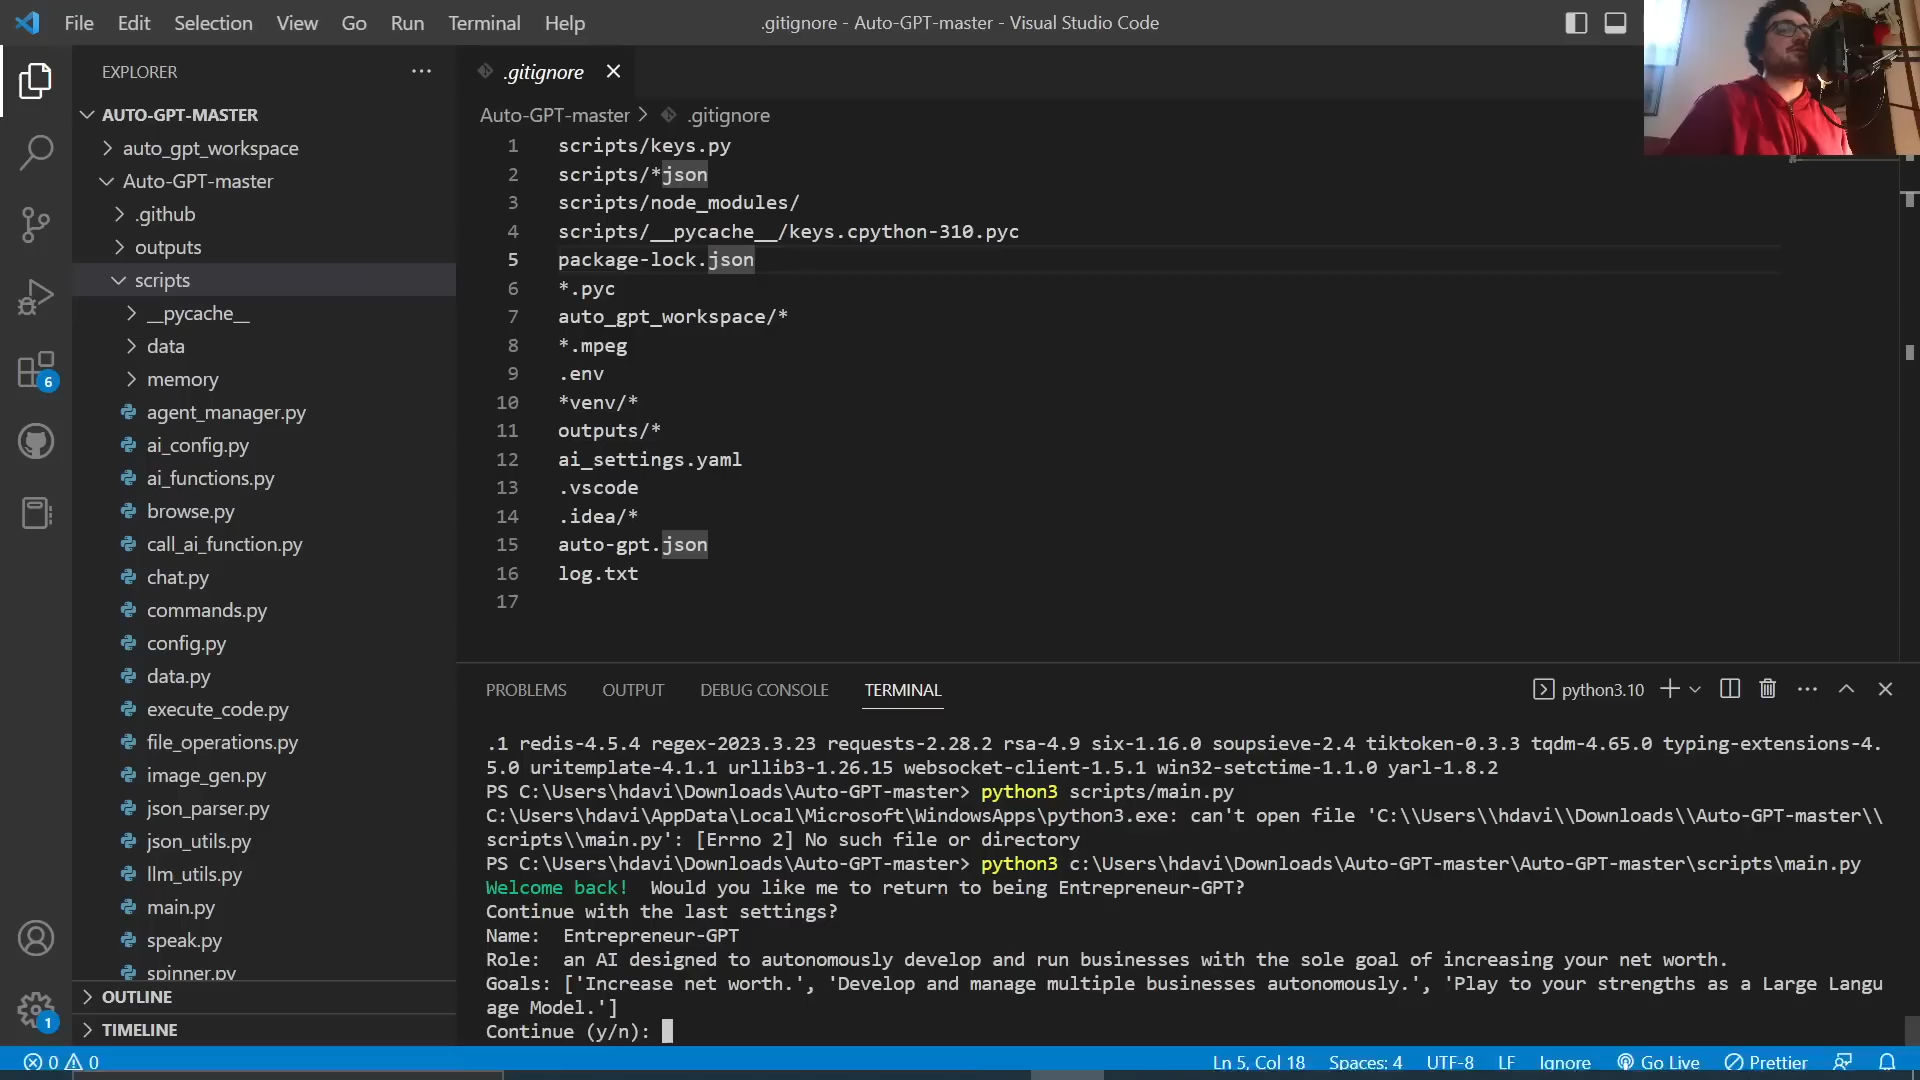 File Edit Selection View Go Run Terminal Help
.gitignore - Auto-GPT-master - Visual Studio Code
EXPLORER
AUTO-GPT-MASTER
auto_gpt_workspace
Auto-GPT-master
.github
outputs
scripts
__pycache__
data
memory
agent_manager.py
ai_config.py
ai_functions.py
browse.py
call_ai_function.py
chat.py
commands.py
config.py
data.py
execute_code.py
file_operations.py
image_gen.py
json_parser.py
json_utils.py
llm_utils.py
main.py
speak.py
spinner.py
OUTLINE
TIMELINE
6
1
.gitignore
Auto-GPT-master > .gitignore
1 scripts/keys.py
2 scripts/*json
3 scripts/node_modules/
4 scripts/__pycache__/keys.cpython-310.pyc
5 package-lock.json
6 *.pyc
7 auto_gpt_workspace/*
8 *.mpeg
9 .env
10 *venv/*
11 outputs/*
12 ai_settings.yaml
13 .vscode
14 .idea/*
15 auto-gpt.json
16 log.txt
17
PROBLEMS OUTPUT DEBUG CONSOLE TERMINAL
python3.10
.1 redis-4.5.4 regex-2023.3.23 requests-2.28.2 rsa-4.9 six-1.16.0 soupsieve-2.4 tiktoken-0.3.3 tqdm-4.65.0 typing-extensions-4.
5.0 uritemplate-4.1.1 urllib3-1.26.15 websocket-client-1.5.1 win32-setctime-1.1.0 yarl-1.8.2
PS C:\Users\hdavi\Downloads\Auto-GPT-master> python3 scripts/main.py
C:\Users\hdavi\AppData\Local\Microsoft\WindowsApps\python3.exe: can't open file 'C:\\Users\\hdavi\\Downloads\\Auto-GPT-master\\
scripts\\main.py': [Errno 2] No such file or directory
PS C:\Users\hdavi\Downloads\Auto-GPT-master> python3 c:\Users\hdavi\Downloads\Auto-GPT-master\Auto-GPT-master\scripts\main.py
Welcome back!  Would you like me to return to being Entrepreneur-GPT?
Continue with the last settings?
Name:  Entrepreneur-GPT
Role:  an AI designed to autonomously develop and run businesses with the sole goal of increasing your net worth.
Goals: ['Increase net worth.', 'Develop and manage multiple businesses autonomously.', 'Play to your strengths as a Large Langu
age Model.']
Continue (y/n):
0 0
Ln 5, Col 18 Spaces: 4 UTF-8 LF Ignore Go Live Prettier